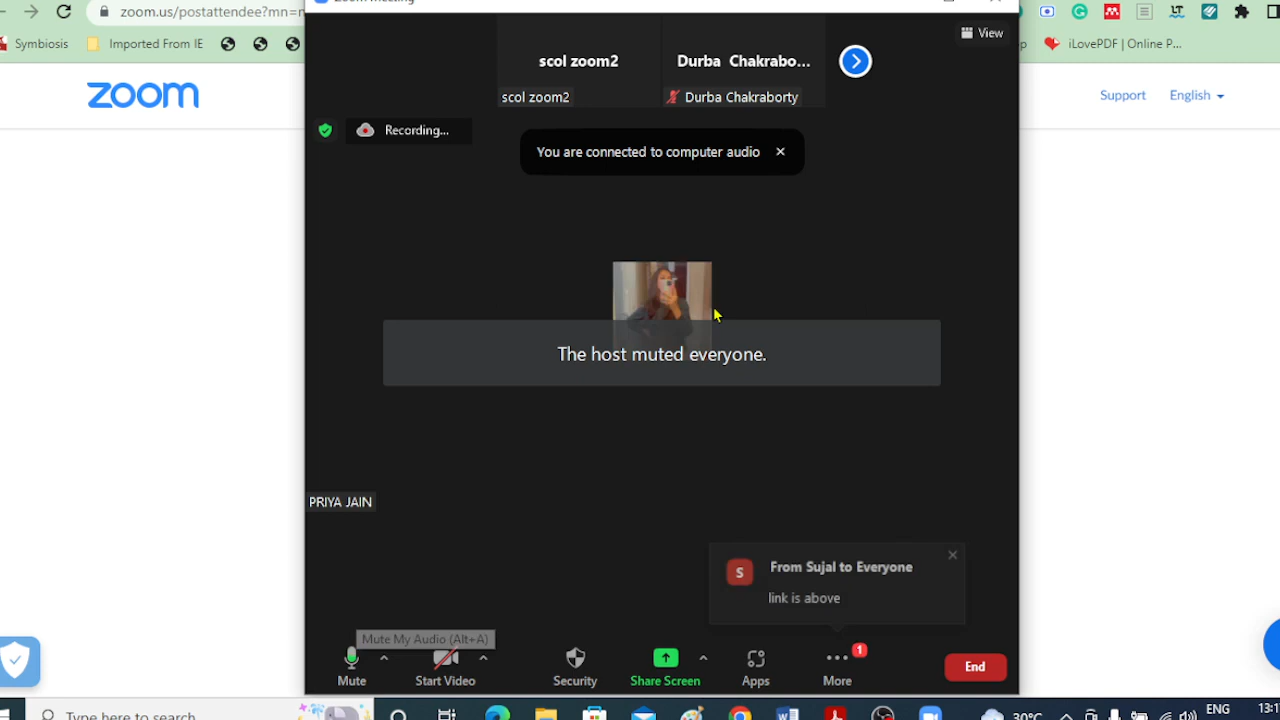 zoom.us/postattendee?mn=
Symbiosis
Imported From IE
iLovePDF | Online P...
zoom
Support
English
View
scol zoom2
Durba Chakrabo...
scol zoom2
Durba Chakraborty
Recording...
You are connected to computer audio
The host muted everyone.
PRIYA JAIN
S
From Sujal to Everyone
link is above
Mute My Audio (Alt+A)
1
Mute
Start Video
Security
Share Screen
Apps
More
End
Type here to search
30°C
ENG